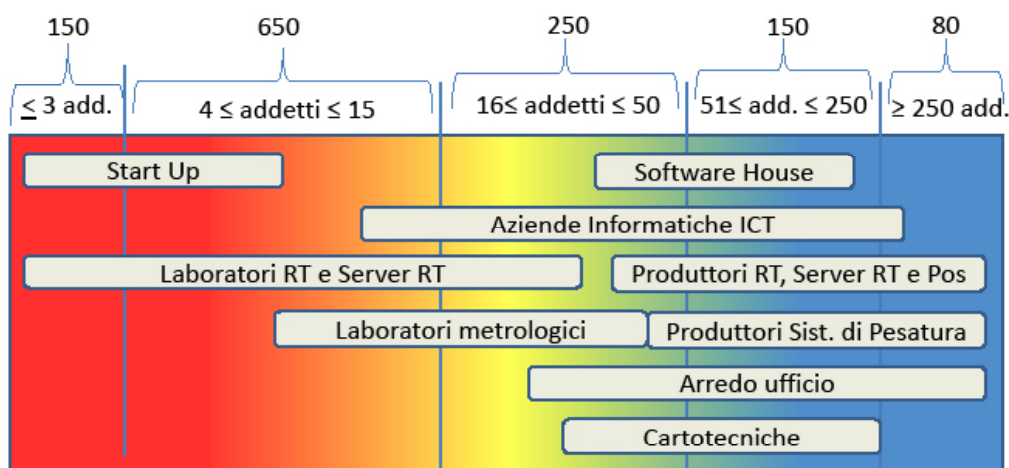 150 650 250 150 80
≤ 3 add. 4 ≤ addetti ≤ 15 16≤ addetti ≤ 50 51≤ add. ≤ 250 ≥ 250 add.
Start Up Software House
Aziende Informatiche ICT
Laboratori RT e Server RT Produttori RT, Server RT e Pos
Laboratori metrologici Produttori Sist. di Pesatura
Arredo ufficio
Cartotecniche